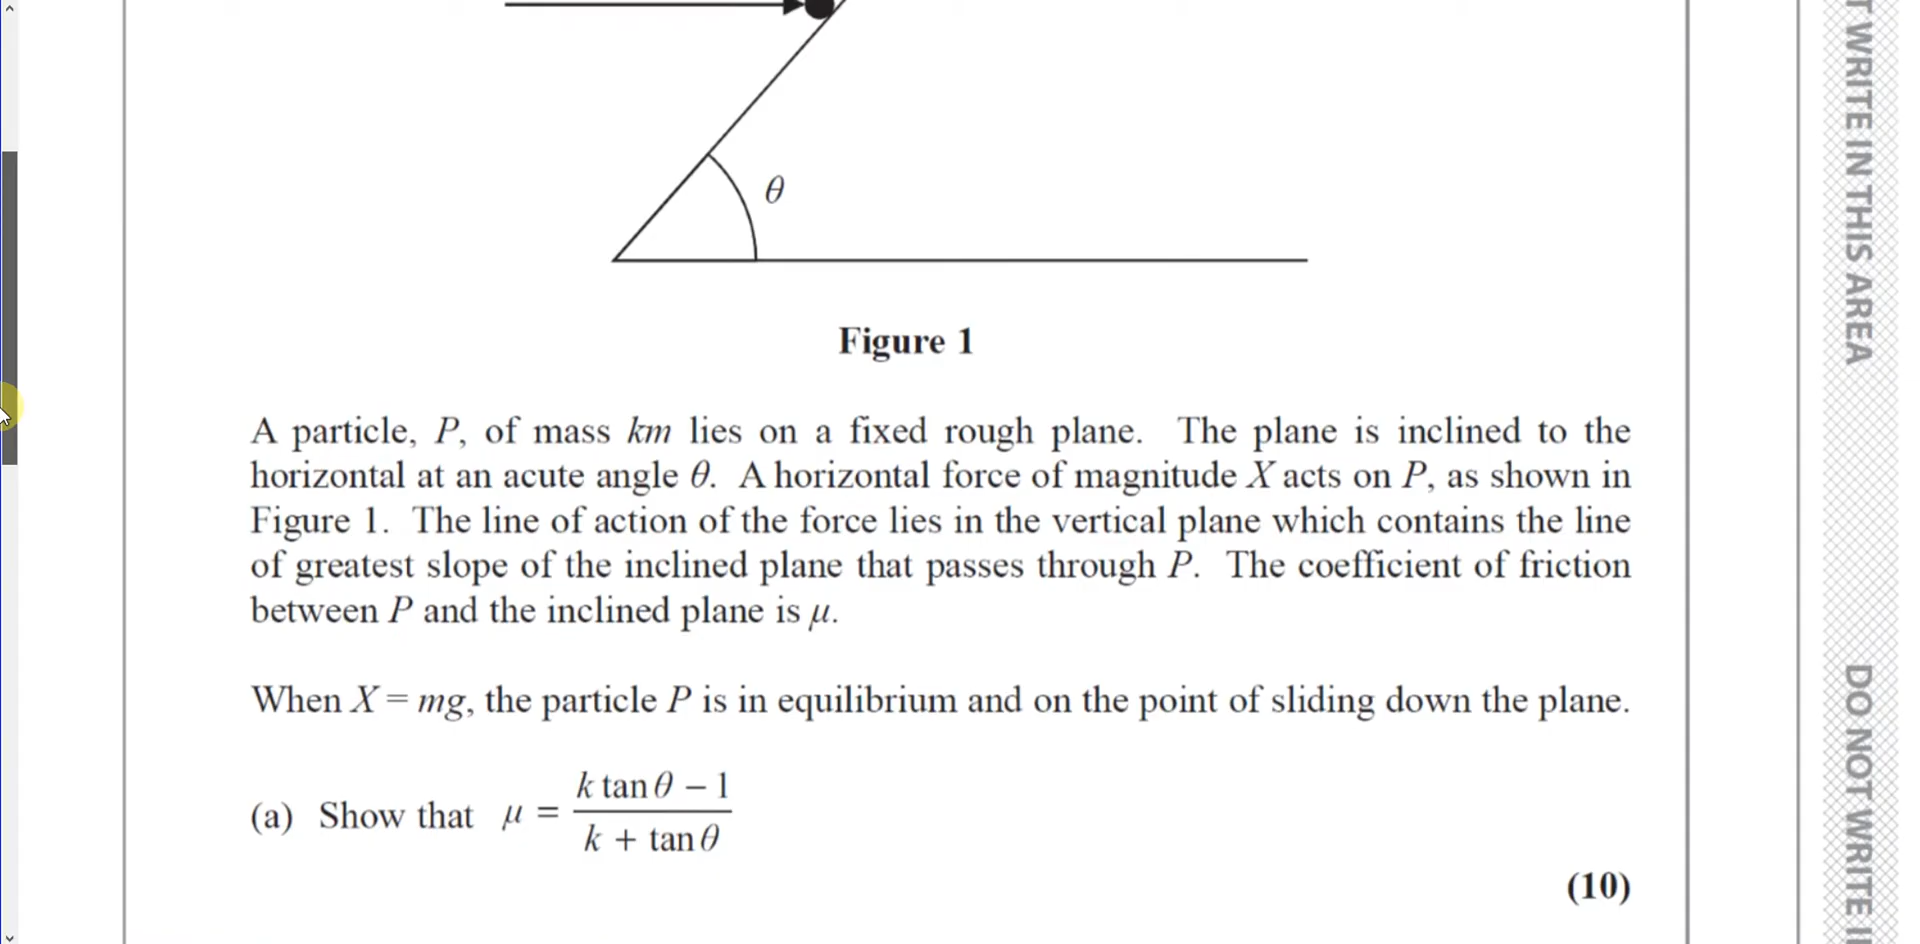 θ
Figure 1
A particle, P, of mass km lies on a fixed rough plane. The plane is inclined to the
horizontal at an acute angle θ. A horizontal force of magnitude X acts on P, as shown in
Figure 1. The line of action of the force lies in the vertical plane which contains the line
of greatest slope of the inclined plane that passes through P. The coefficient of friction
between P and the inclined plane is μ.
When X = mg, the particle P is in equilibrium and on the point of sliding down the plane.
(a) Show that μ = (k tan θ − 1) / (k + tan θ)
(10)
T WRITE IN THIS AREA
DO NOT WRITE I